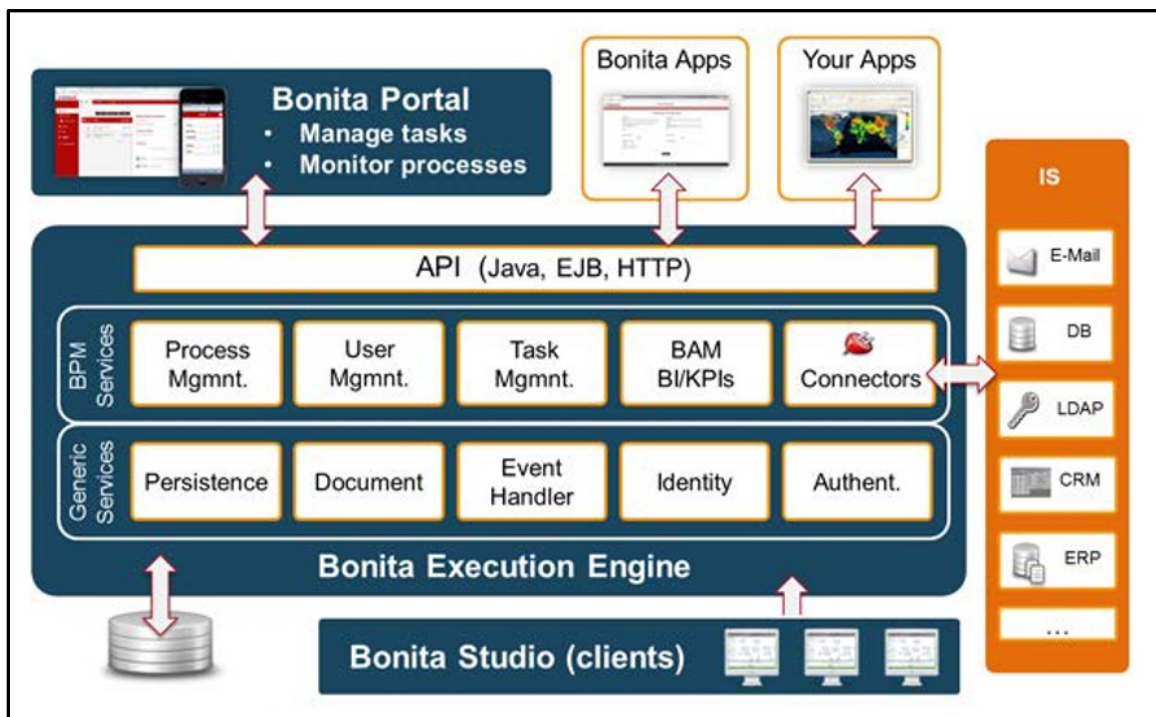 Bonita Portal
• Manage tasks
• Monitor processes
Bonita Apps
Your Apps
API (Java, EJB, HTTP)
BPM
Services
Process
Mgmnt.
User
Mgmnt.
Task
Mgmnt.
BAM
BI/KPIs
Connectors
Generic
Services
Persistence
Document
Event
Handler
Identity
Authent.
Bonita Execution Engine
Bonita Studio (clients)
IS
E-Mail
DB
LDAP
CRM
ERP
...